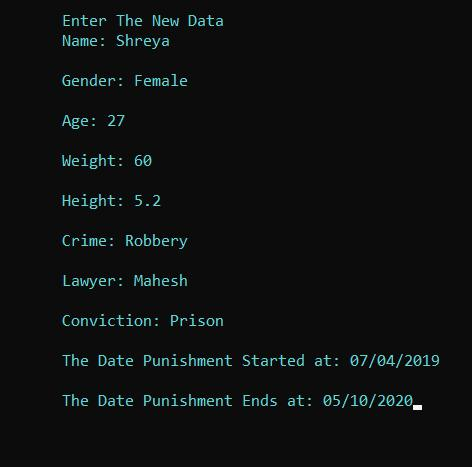 Enter The New Data
Name: Shreya
Gender: Female
Age: 27
Weight: 60
Height: 5.2
Crime: Robbery
Lawyer: Mahesh
Conviction: Prison
The Date Punishment Started at: 07/04/2019
The Date Punishment Ends at: 05/10/2020